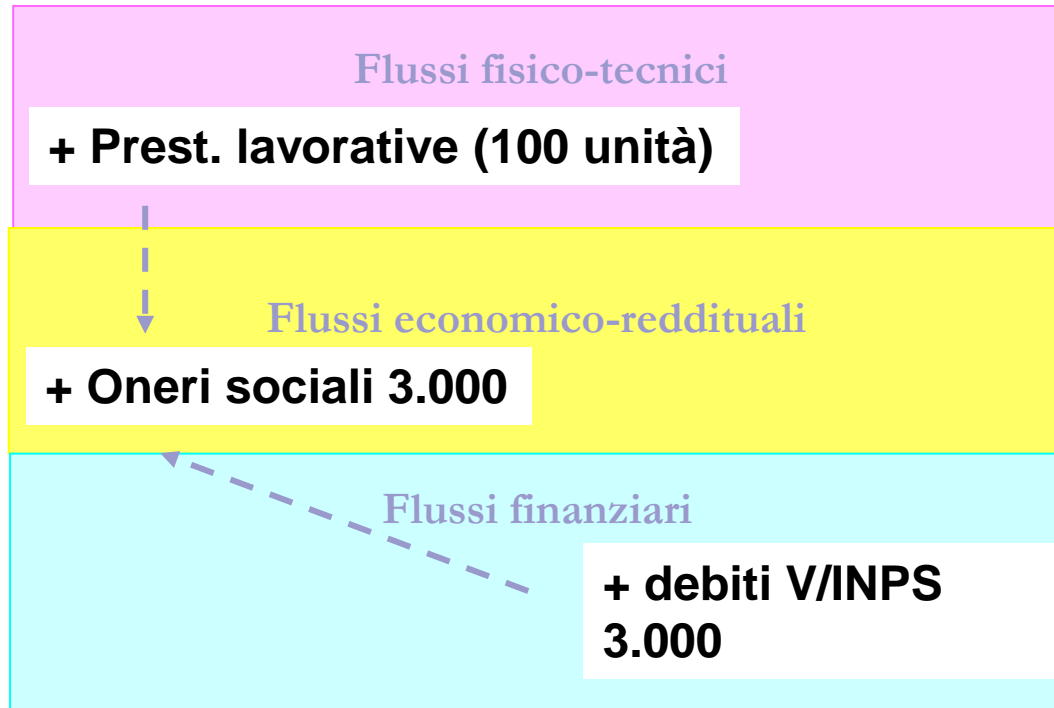 Flussi fisico-tecnici
+ Prest. lavorative (100 unità)
Flussi economico-reddituali
+ Oneri sociali 3.000
Flussi finanziari
+ debiti V/INPS
3.000